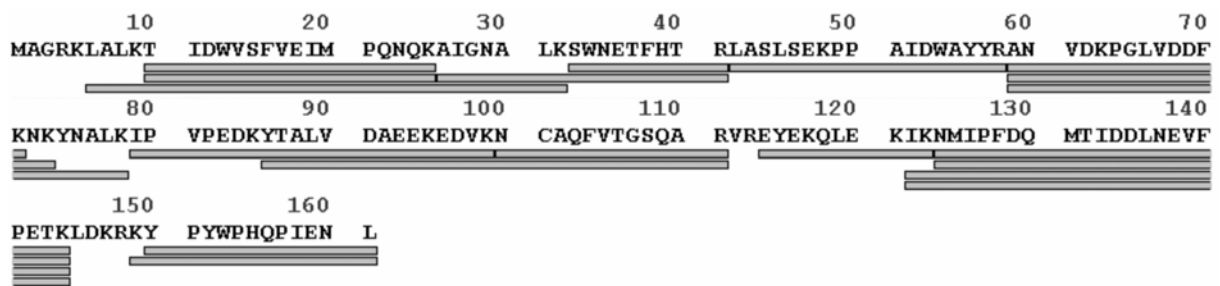 10 20 30 40 50 60 70
MAGRKLALKT IDWVSFVEIM PQNQKAIGNA LKSWNETFHT RLASLSEKPP AIDWAYYRAN VDKPGLVDDF
80 90 100 110 120 130 140
KNKYNALKIP VPEDKYTALV DAEEKEDVKN CAQFVTGSQA RVREYEKQLE KIKNMIPFDQ MTIDDLNEVF
150 160
PETKLDKRKY PYWPHQPIEN L